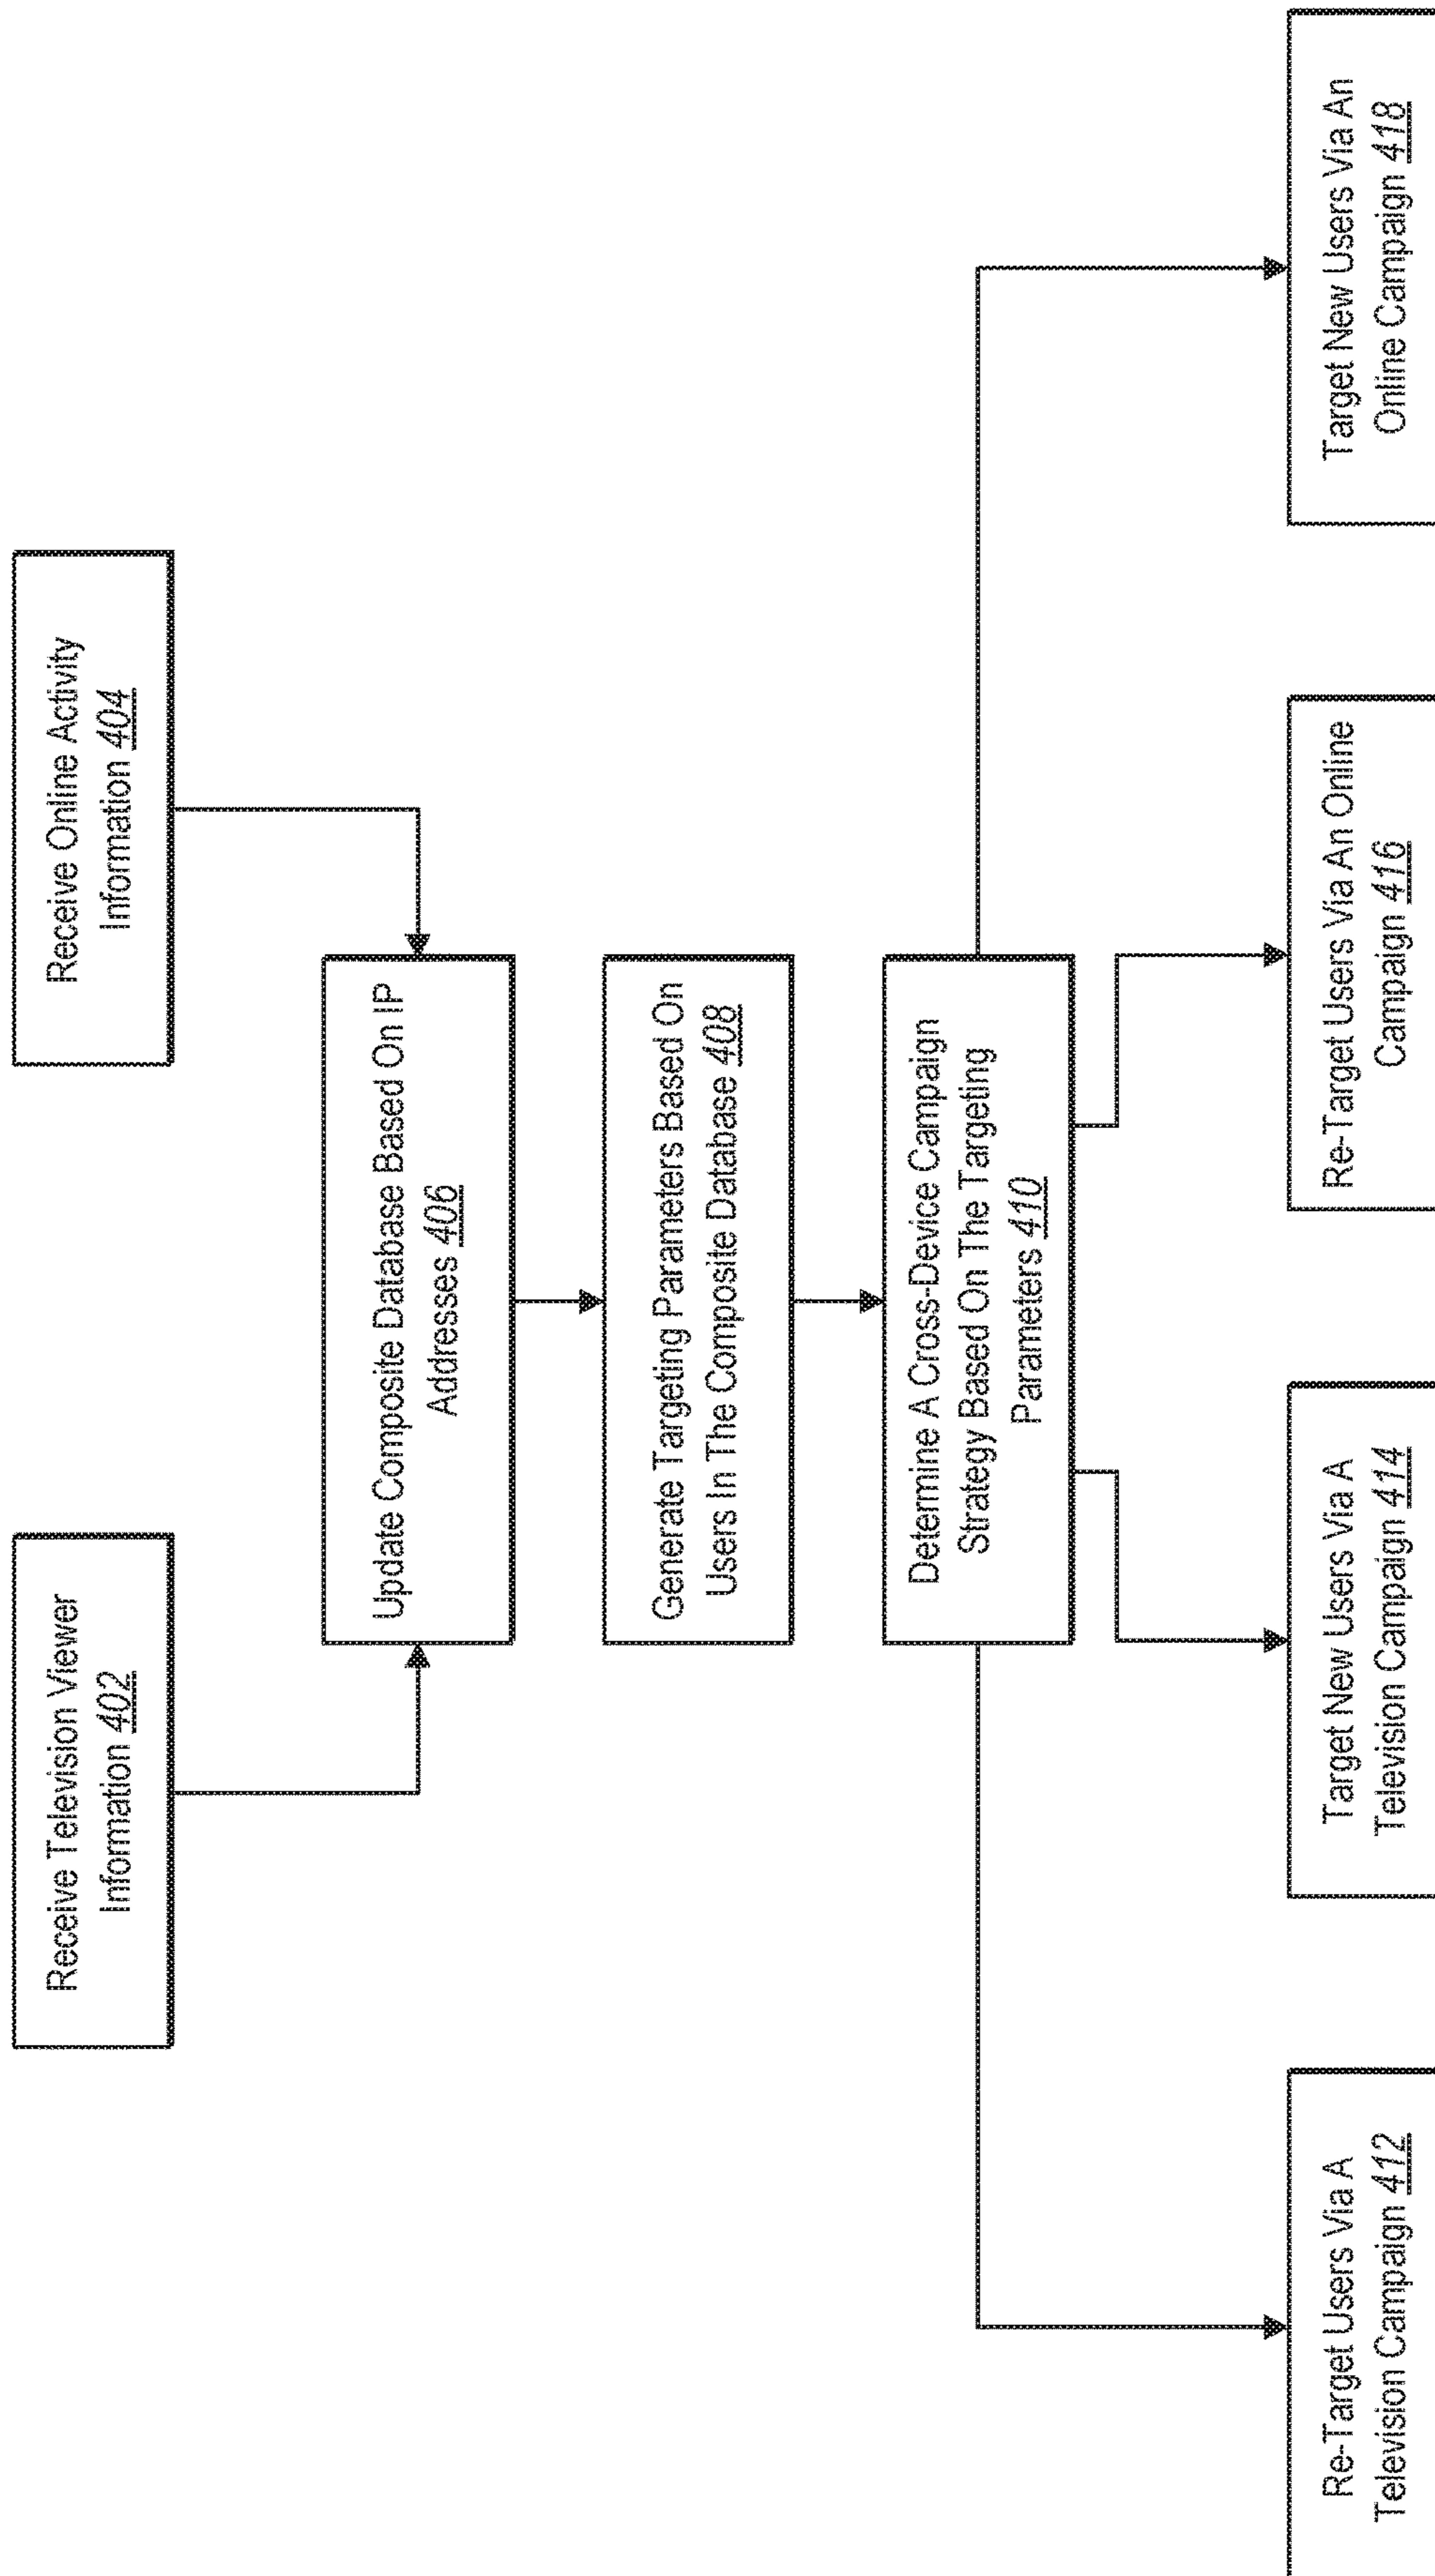 Receive Television Viewer
Information 402
Receive Online Activity
Information 404
Update Composite Database Based On IP
Addresses 406
Generate Targeting Parameters Based On
Users In The Composite Database 408
Determine A Cross-Device Campaign
Strategy Based On The Targeting
Parameters 410
Re-Target Users Via A
Television Campaign 412
Target New Users Via A
Television Campaign 414
Re-Target Users Via An Online
Campaign 416
Target New Users Via An
Online Campaign 418